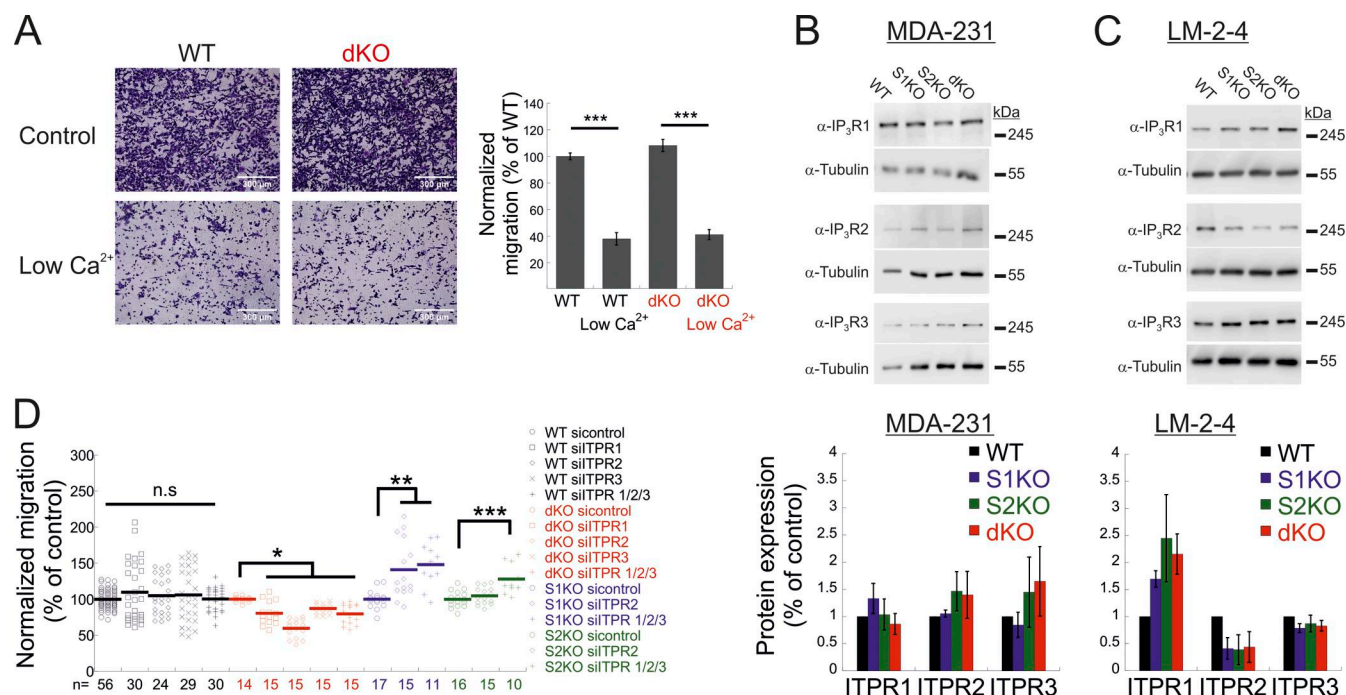 A
WT
dKO
Control
Low Ca²⁺
300 µm
300 µm
300 µm
300 µm
Normalized
migration (% of WT)
140
120
100
80
60
40
20
***
***
WT
WT
dKO
dKO
Low Ca²⁺
Low Ca²⁺
B
MDA-231
WT
S1KO
S2KO
dKO
kDa
α-IP₃R1
245
α-Tubulin
55
α-IP₃R2
245
α-Tubulin
55
α-IP₃R3
245
α-Tubulin
55
C
LM-2-4
WT
S1KO
S2KO
dKO
kDa
α-IP₃R1
245
α-Tubulin
55
α-IP₃R2
245
α-Tubulin
55
α-IP₃R3
245
α-Tubulin
55
D
Normalized migration
(% of control)
300
250
200
150
100
50
0
n.s
*
**
***
n= 56 30 24 29 30 14 15 15 15 15 17 15 11 16 15 10
WT sicontrol
WT siITPR1
WT siITPR2
WT siITPR3
WT siITPR 1/2/3
dKO sicontrol
dKO siITPR1
dKO siITPR2
dKO siITPR3
dKO siITPR 1/2/3
S1KO sicontrol
S1KO siITPR2
S1KO siITPR 1/2/3
S2KO sicontrol
S2KO siITPR2
S2KO siITPR 1/2/3
MDA-231
Protein expression
(% of control)
4
3.5
3
2.5
2
1.5
1
0.5
0
WT
S1KO
S2KO
dKO
ITPR1 ITPR2 ITPR3
LM-2-4
4
3.5
3
2.5
2
1.5
1
0.5
0
WT
S1KO
S2KO
dKO
ITPR1 ITPR2 ITPR3